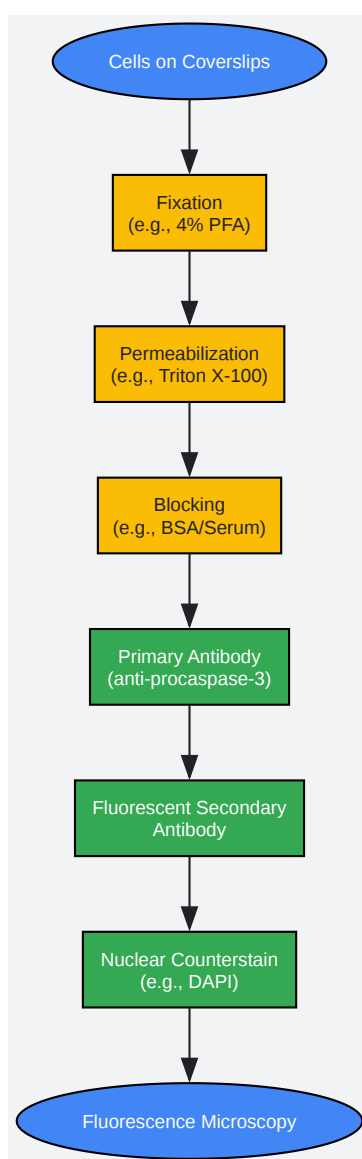 Cells on Coverslips
Fixation
(e.g., 4% PFA)
Permeabilization
(e.g., Triton X-100)
Blocking
(e.g., BSA/Serum)
Primary Antibody
(anti-procaspase-3)
Fluorescent Secondary
Antibody
Nuclear Counterstain
(e.g., DAPI)
Fluorescence Microscopy